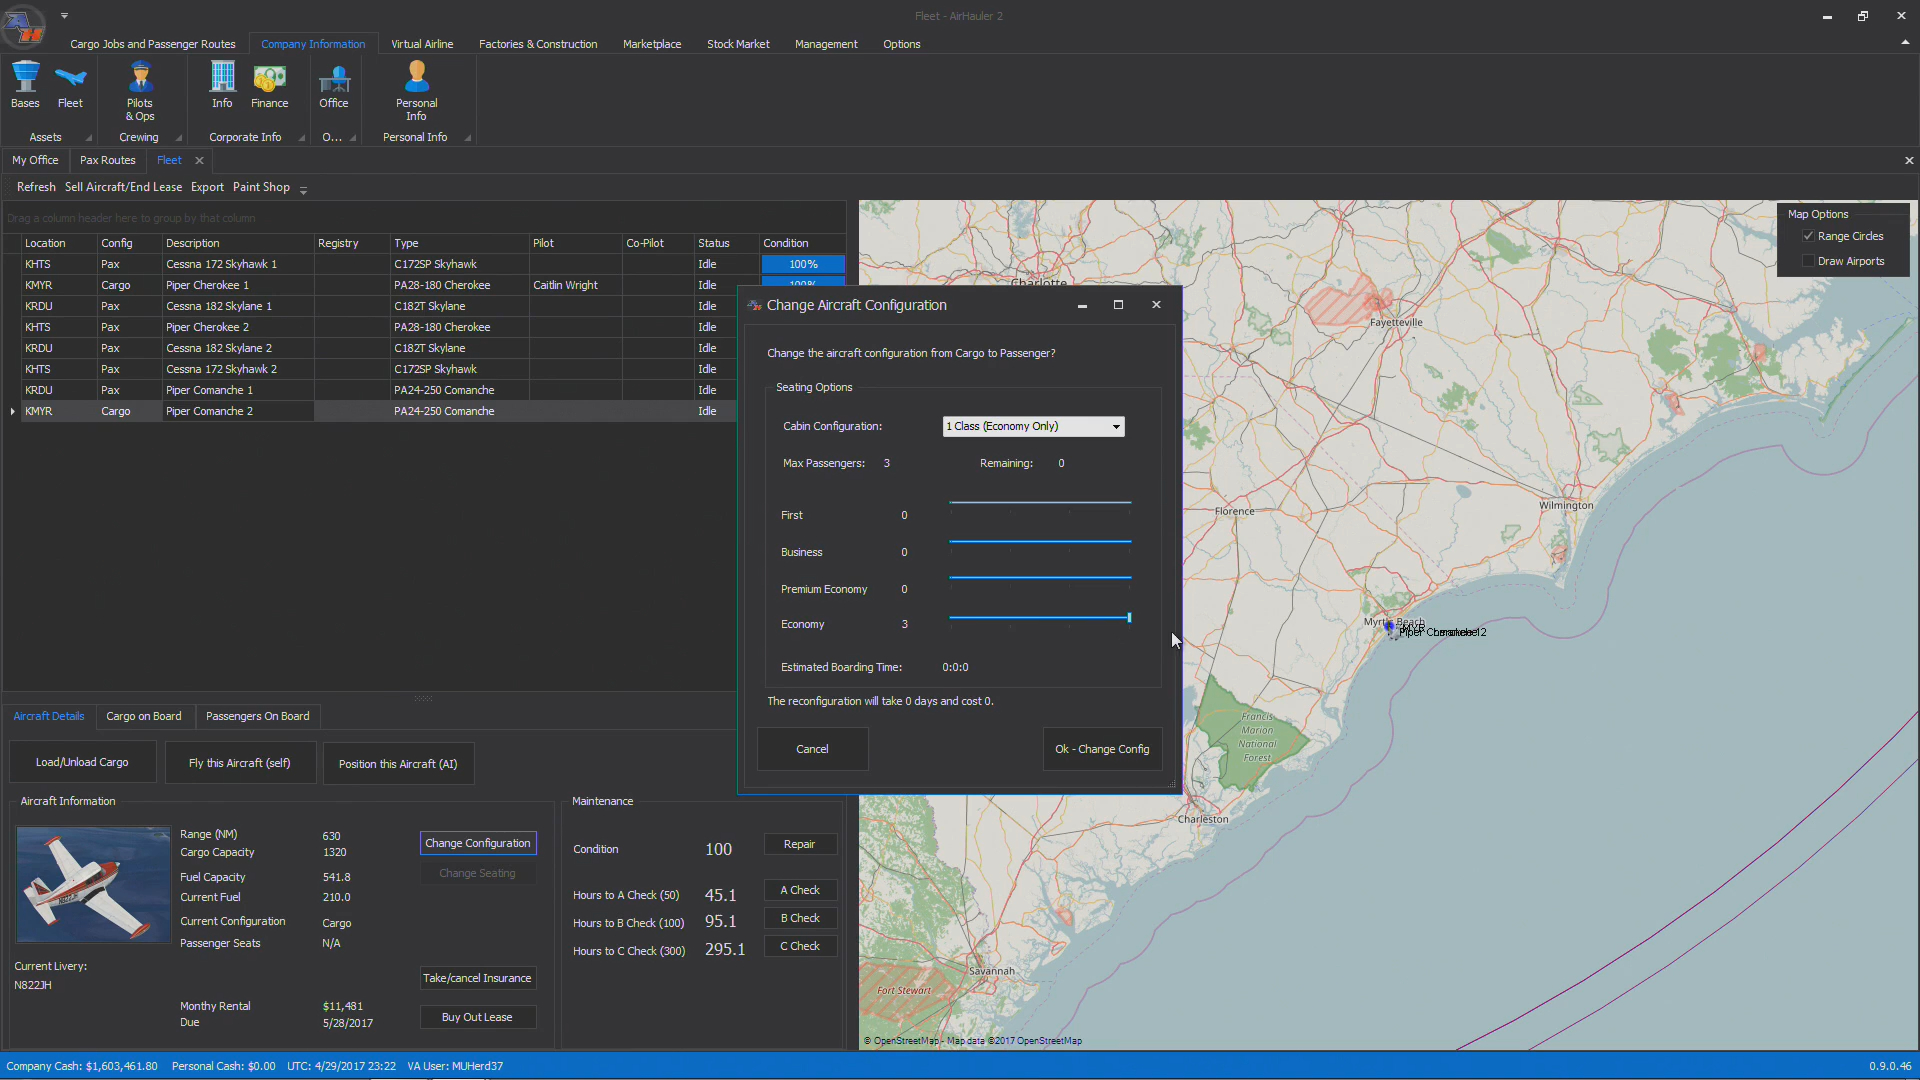 Fleet - AirHauler 2
Cargo Jobs and Passenger Routes
Company Information
Virtual Airline
Factories & Construction
Marketplace
Stock Market
Management
Options
Bases
Fleet
Pilots
& Ops
Info
Finance
Office
Personal
Info
Assets
Crewing
Corporate Info
O...
Personal Info
My Office
Pax Routes
Fleet
Refresh
Sell Aircraft/End Lease
Export
Paint Shop
Drag a column header here to group by that column
Location Config Description Registry Type Pilot Co-Pilot Status Condition
KHTS Pax Cessna 172 Skyhawk 1 C172SP Skyhawk Idle 100%
KMYR Cargo Piper Cherokee 1 PA28-180 Cherokee Caitlin Wright Idle 100%
KRDU Pax Cessna 182 Skylane 1 C182T Skylane Idle
KHTS Pax Piper Cherokee 2 PA28-180 Cherokee Idle
KRDU Pax Cessna 182 Skylane 2 C182T Skylane Idle
KHTS Pax Cessna 172 Skyhawk 2 C172SP Skyhawk Idle
KRDU Pax Piper Comanche 1 PA24-250 Comanche Idle
KMYR Cargo Piper Comanche 2 PA24-250 Comanche Idle
Change Aircraft Configuration
Change the aircraft configuration from Cargo to Passenger?
Seating Options
Cabin Configuration: 1 Class (Economy Only)
Max Passengers: 3 Remaining: 0
First 0
Business 0
Premium Economy 0
Economy 3
Estimated Boarding Time: 0:0:0
The reconfiguration will take 0 days and cost 0.
Cancel
Ok - Change Config
Map Options
Range Circles
Draw Airports
Charlotte
Fayetteville
Florence
Wilmington
Myrtle Beach
KMYR
Francis
Marion
National
Forest
Charleston
Savannah
Fort Stewart
© OpenStreetMap - Map data ©2017 OpenStreetMap
Aircraft Details
Cargo on Board
Passengers On Board
Load/Unload Cargo
Fly this Aircraft (self)
Position this Aircraft (AI)
Aircraft Information
Range (NM) 630
Cargo Capacity 1320
Fuel Capacity 541.8
Current Fuel 210.0
Current Configuration Cargo
Passenger Seats N/A
Change Configuration
Change Seating
Current Livery:
N822JH
Take/cancel Insurance
Monthy Rental $11,481
Due 5/28/2017
Buy Out Lease
Maintenance
Condition 100 Repair
Hours to A Check (50) 45.1 A Check
Hours to B Check (100) 95.1 B Check
Hours to C Check (300) 295.1 C Check
Company Cash: $1,603,461.80
Personal Cash: $0.00
UTC: 4/29/2017 23:22
VA User: MUHerd37
0.9.0.46